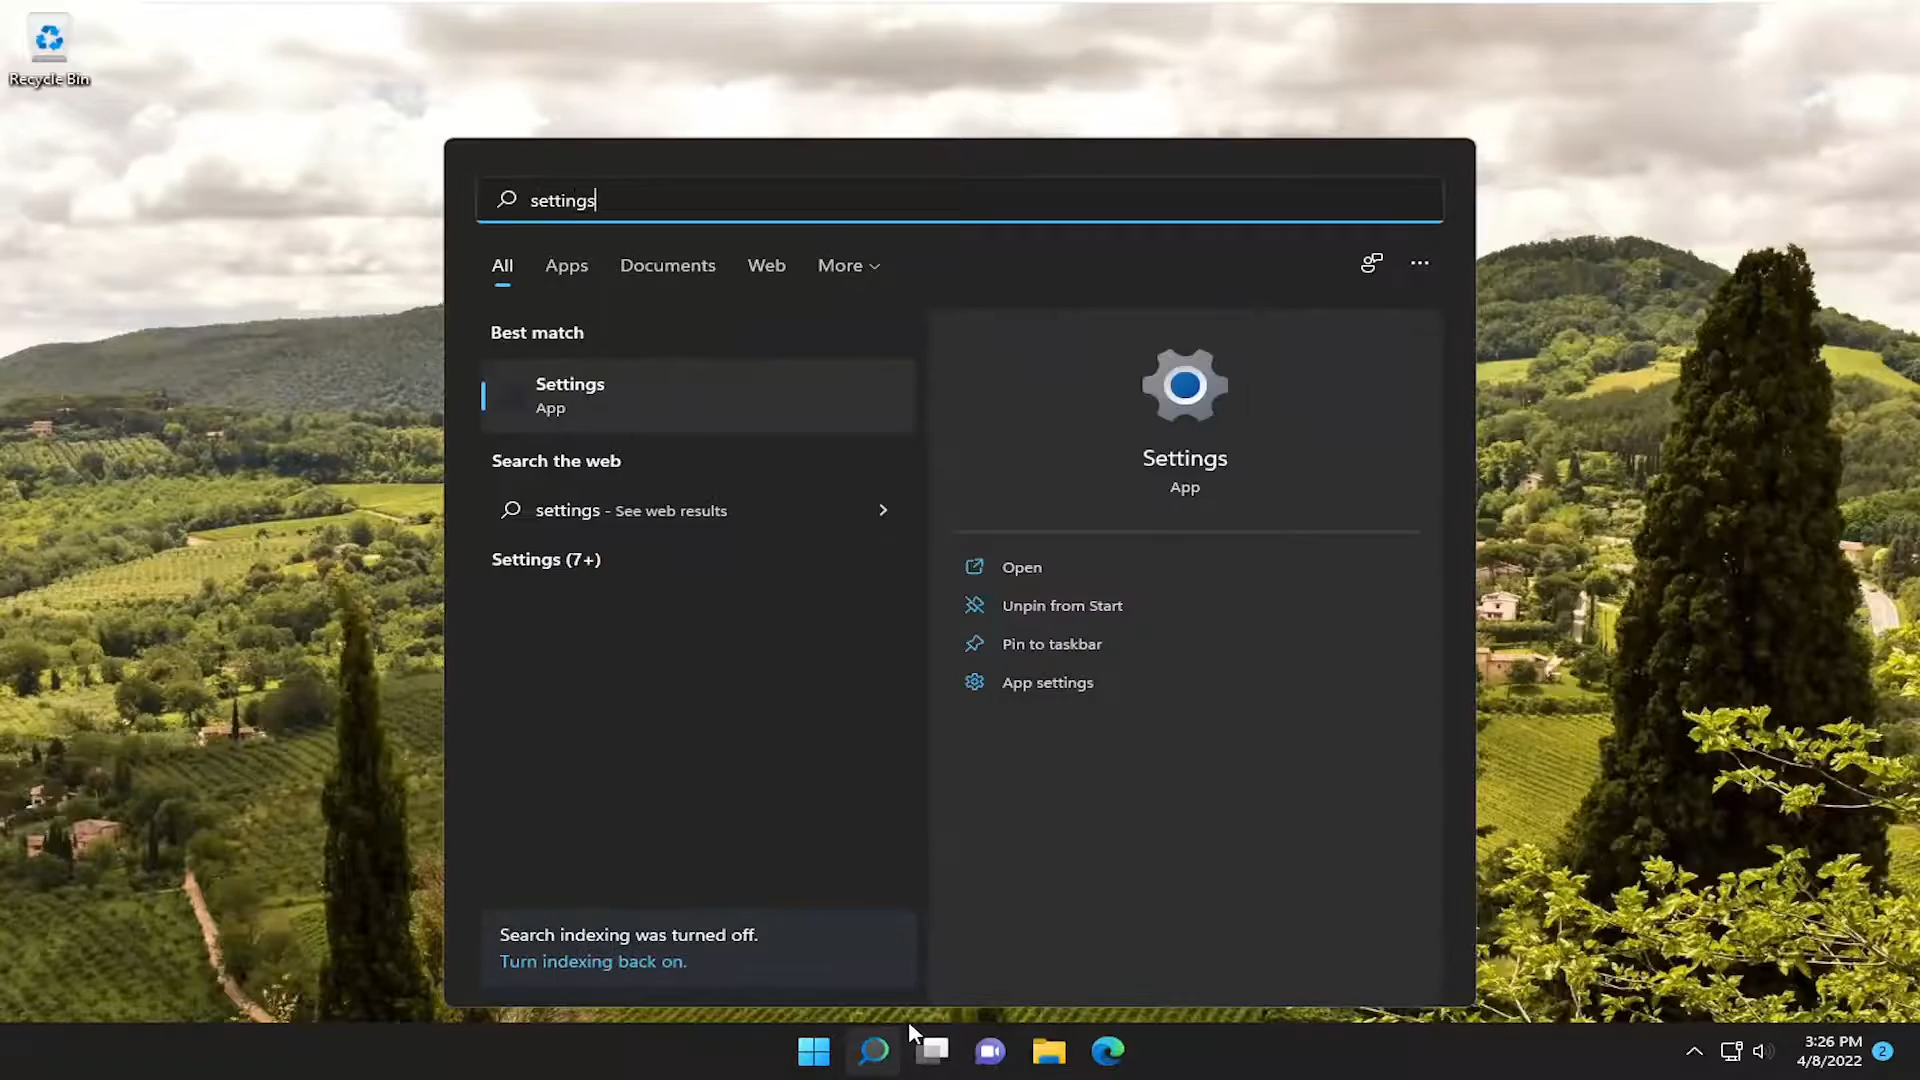 Recycle Bin
settings
All Apps Documents Web More
Best match
Settings
App
Search the web
settings - See web results
Settings (7+)
Search indexing was turned off.
Turn indexing back on.
Settings
App
Open
Unpin from Start
Pin to taskbar
App settings
3:26 PM
4/8/2022
2